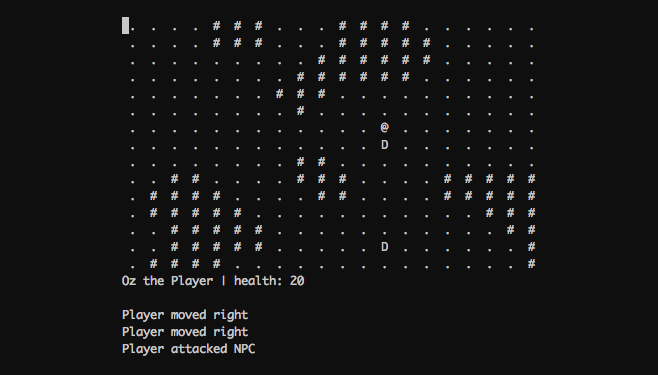 . . . . # # # . . . # # # # . . . . . .
. . . . # # # . . . # # # # # . . . . .
. . . . . . . . . # # # # # # . . . . .
. . . . . . . . # # # # # # . . . . . .
. . . . . . . # # # . . . . . . . . . .
. . . . . . . . # . . . . . . . . . . .
. . . . . . . . . . . . @ . . . . . . .
. . . . . . . . . . . . D . . . . . . .
. . . . . . . . # # . . . . . . . . . .
. . # # . . . . # # # . . . . # # # # #
. # # # # . . . . # # . . . . # # # # #
. # # # # # . . . . . . . . . . . # # #
. . # # # # # . . . . . . . . . . . # #
. . # # # # # . . . . . D . . . . . . #
. # # # # . . . . . . . . . . . . . . #
Oz the Player | health: 20
Player moved right
Player moved right
Player attacked NPC